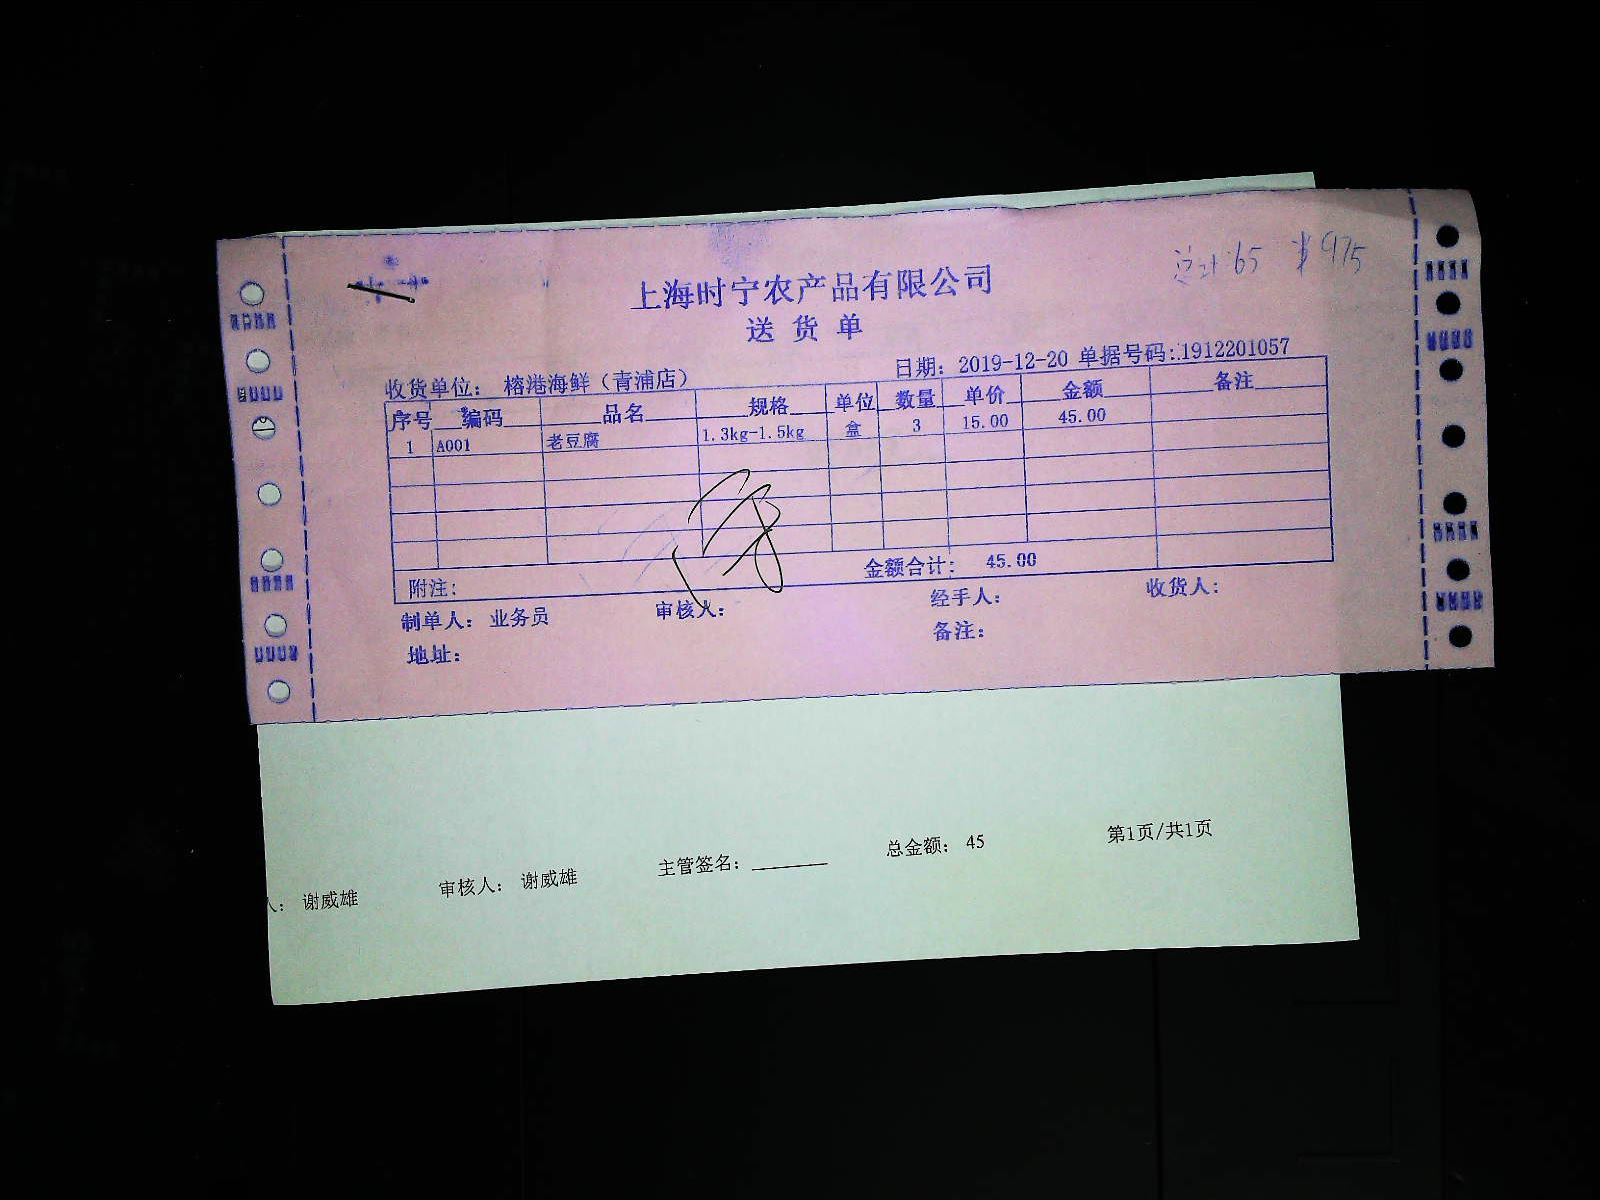 总计:65 ¥975
上海时宁农产品有限公司
送货单
日期: 2019-12-20 单据号码:1912201057
收货单位: 榕港海鲜（青浦店）
序号 编码 品名 规格 单位 数量 单价 金额 备注
1 A001 老豆腐 1.3kg-1.5kg 盒 3 15.00 45.00
附注: 金额合计: 45.00
制单人: 业务员 审核人: 经手人: 收货人:
地址: 备注:
人: 谢威雄 审核人: 谢威雄 主管签名: 总金额: 45 第1页/共1页